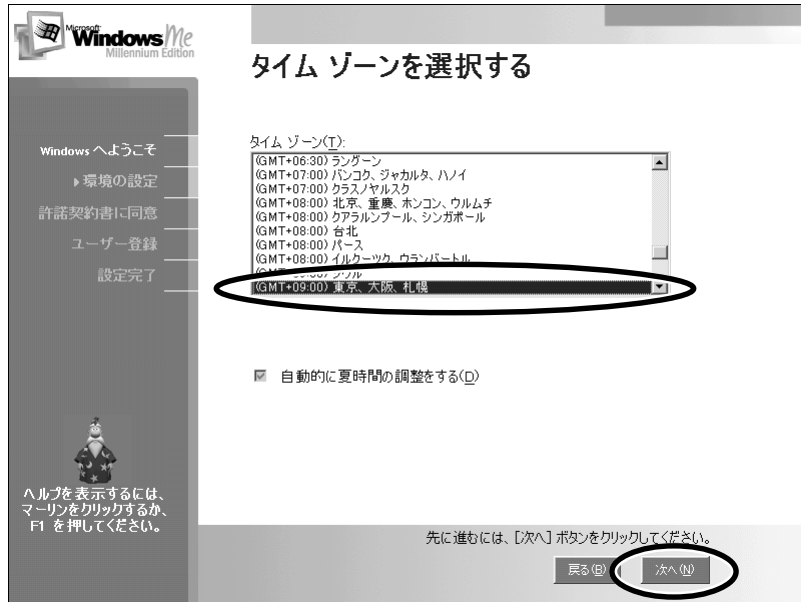 Microsoft
Windows Me
Millennium Edition
タイム ゾーンを選択する
Windows へようこそ
環境の設定
許諾契約書に同意
ユーザー登録
設定完了
タイム ゾーン(T):
(GMT+06:30) ラングーン
(GMT+07:00) バンコク、ジャカルタ、ハノイ
(GMT+07:00) クラスノヤルスク
(GMT+08:00) 北京、重慶、ホンコン、ウルムチ
(GMT+08:00) クアラルンプール、シンガポール
(GMT+08:00) 台北
(GMT+08:00) パース
(GMT+08:00) イルクーツク、ウランバートル
(GMT+09:00) ソウル
(GMT+09:00) 東京、大阪、札幌
自動的に夏時間の調整をする(D)
ヘルプを表示するには、
マーリンをクリックするか、
F1 を押してください。
先に進むには、[次へ] ボタンをクリックしてください。
戻る(B)
次へ(N)